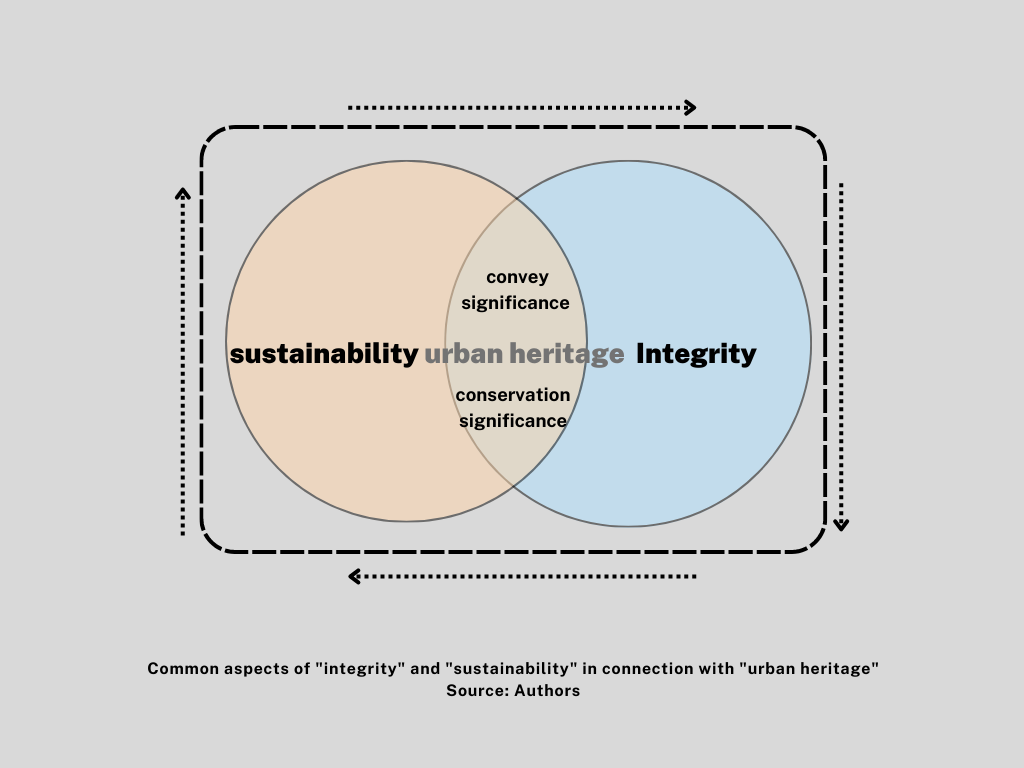 convey
significance
sustainability urban heritage Integrity
conservation
significance
Common aspects of "integrity" and "sustainability" in connection with "urban heritage"
Source: Authors